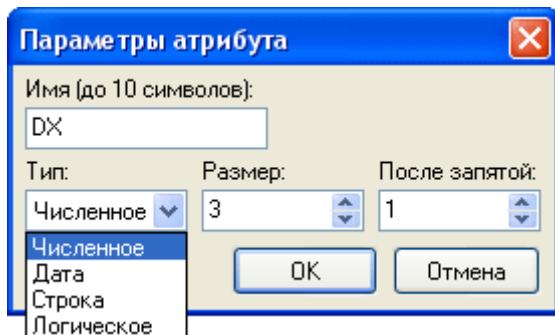 Параметры атрибута
Имя (до 10 символов):
DX
Тип: Размер: После запятой:
Численное 3 1
Численное
Дата
Строка
Логическое
OK Отмена